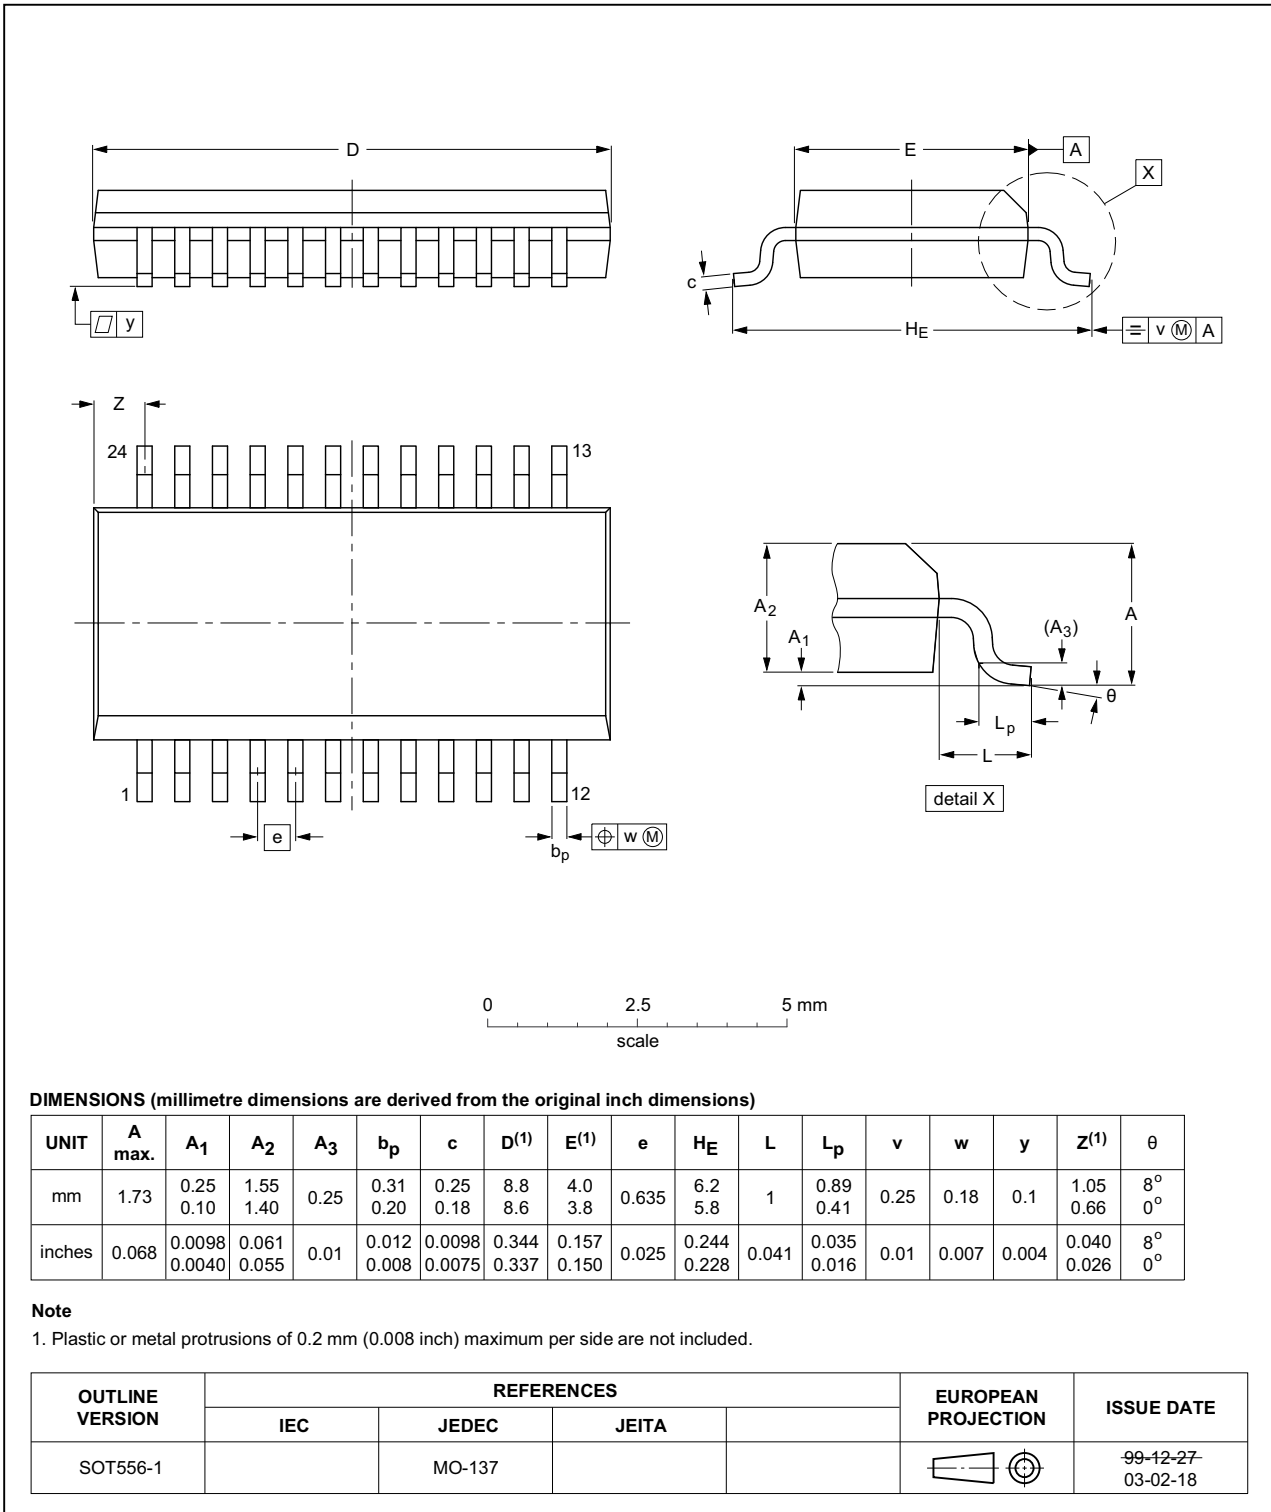 D
E
A
X
c
y
HE
v M A
Z
24
13
1
12
e
bp
w M
A2
A1
(A3)
A
θ
Lp
L
detail X
0 2.5 5 mm
scale
DIMENSIONS (millimetre dimensions are derived from the original inch dimensions)
UNIT A max. A1 A2 A3 bp c D(1) E(1) e HE L Lp v w y Z(1) θ
mm 1.73 0.25 0.10 1.55 1.40 0.25 0.31 0.20 0.25 0.18 8.8 8.6 4.0 3.8 0.635 6.2 5.8 1 0.89 0.41 0.25 0.18 0.1 1.05 0.66 8° 0°
inches 0.068 0.0098 0.0040 0.061 0.055 0.01 0.012 0.008 0.0098 0.0075 0.344 0.337 0.157 0.150 0.025 0.244 0.228 0.041 0.035 0.016 0.01 0.007 0.004 0.040 0.026 8° 0°
Note
1. Plastic or metal protrusions of 0.2 mm (0.008 inch) maximum per side are not included.
OUTLINE VERSION REFERENCES EUROPEAN PROJECTION ISSUE DATE
IEC JEDEC JEITA
SOT556-1 MO-137 99-12-27
03-02-18